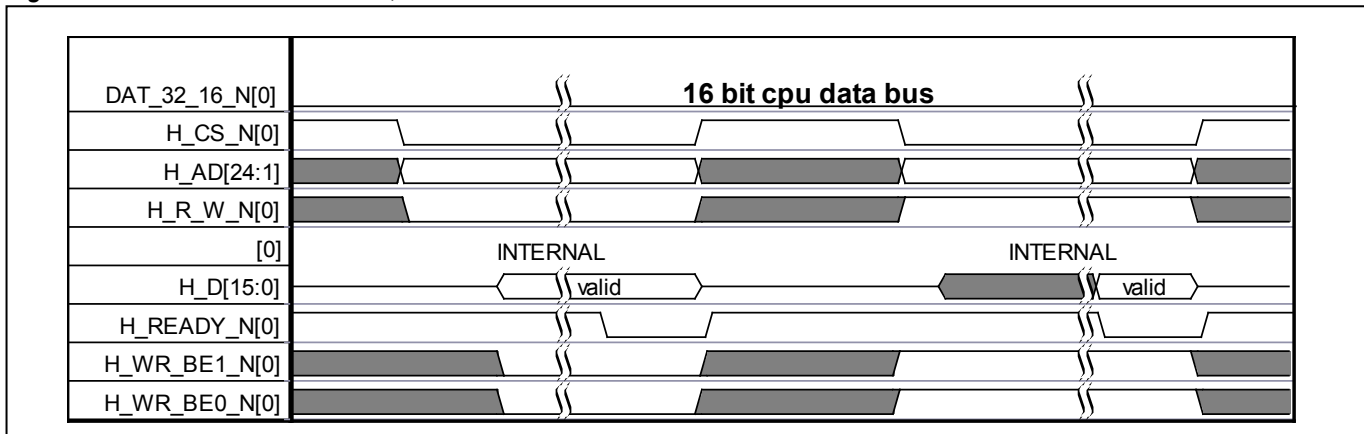 DAT_32_16_N[0]
16 bit cpu data bus
H_CS_N[0]
H_AD[24:1]
H_R_W_N[0]
[0]
INTERNAL INTERNAL
H_D[15:0]
valid valid
H_READY_N[0]
H_WR_BE1_N[0]
H_WR_BE0_N[0]